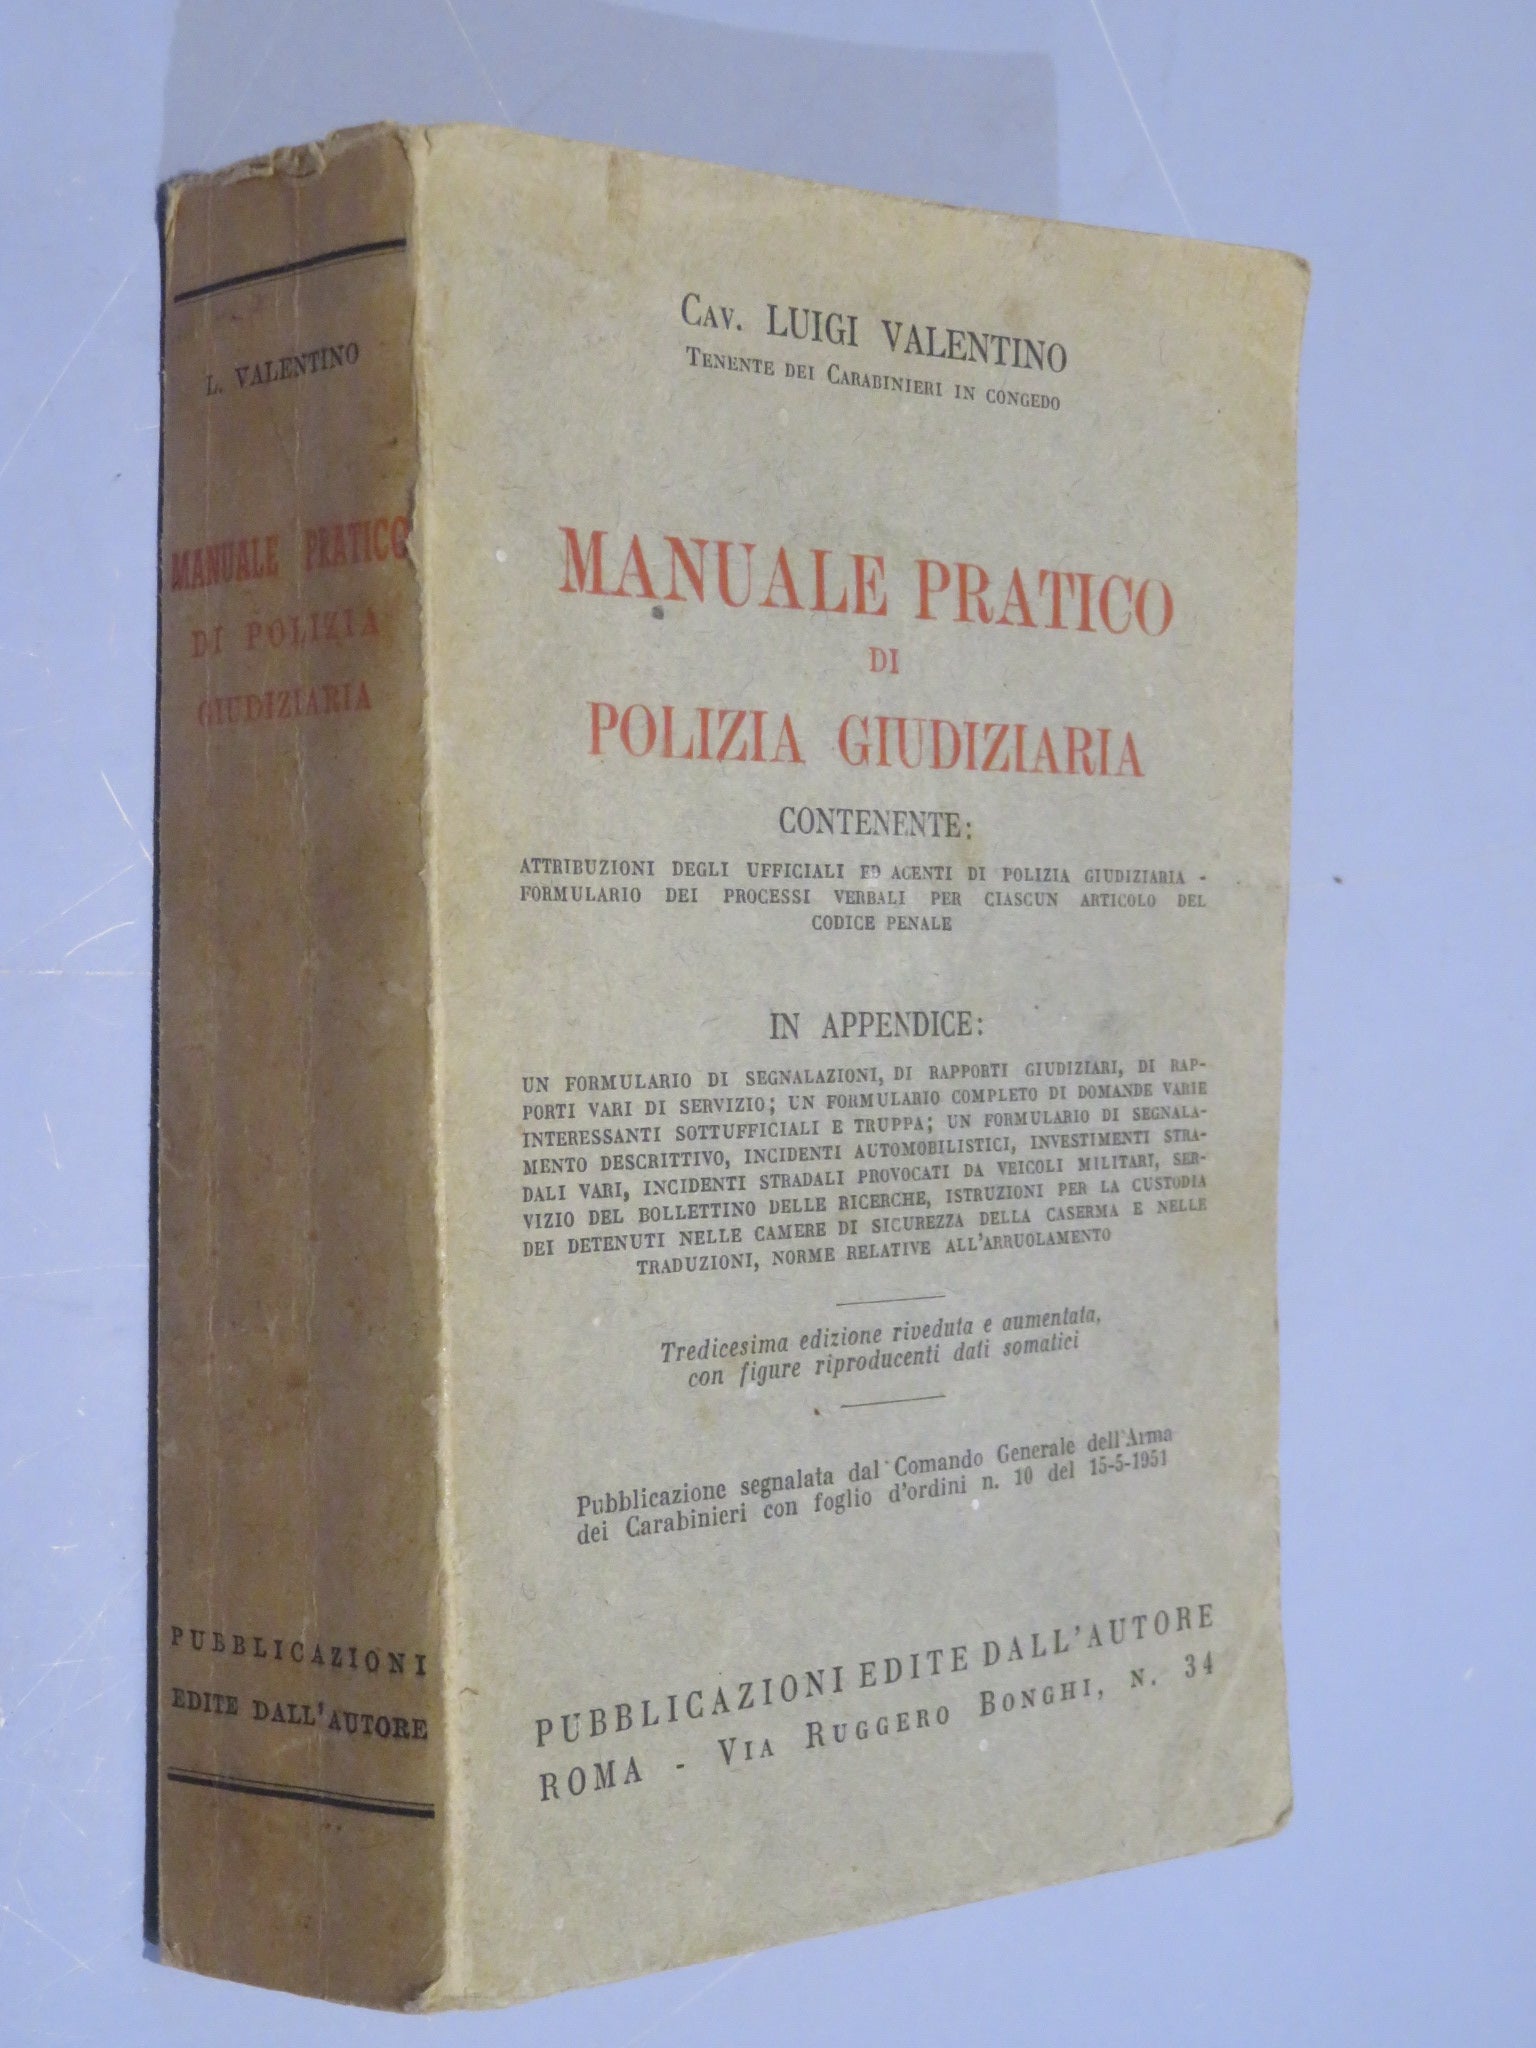 L. VALENTINO
MANUALE PRATICO
DI POLIZIA
GIUDIZIARIA
PUBBLICAZIONI
EDITE DALL'AUTORE
CAV. LUIGI VALENTINO
TENENTE DEI CARABINIERI IN CONGEDO
MANUALE PRATICO
DI
POLIZIA GIUDIZIARIA
CONTENENTE:
ATTRIBUZIONI DEGLI UFFICIALI ED AGENTI DI POLIZIA GIUDIZIARIA -
FORMULARIO DEI PROCESSI VERBALI PER CIASCUN ARTICOLO DEL
CODICE PENALE
IN APPENDICE:
UN FORMULARIO DI SEGNALAZIONI, DI RAPPORTI GIUDIZIARI, DI RAP-
PORTI VARI DI SERVIZIO; UN FORMULARIO COMPLETO DI DOMANDE VARIE
INTERESSANTI SOTTUFFICIALI E TRUPPA; UN FORMULARIO DI SEGNALA-
MENTO DESCRITTIVO, INCIDENTI AUTOMOBILISTICI, INVESTIMENTI STRA-
DALI VARI, INCIDENTI STRADALI PROVOCATI DA VEICOLI MILITARI, SER-
VIZIO DEL BOLLETTINO DELLE RICERCHE, ISTRUZIONI PER LA CUSTODIA
DEI DETENUTI NELLE CAMERE DI SICUREZZA DELLA CASERMA E NELLE
TRADUZIONI, NORME RELATIVE ALL'ARRUOLAMENTO
Tredicesima edizione riveduta e aumentata,
con figure riproducenti dati somatici
Pubblicazione segnalata dal Comando Generale dell'Arma
dei Carabinieri con foglio d'ordini n. 10 del 15-5-1951
PUBBLICAZIONI EDITE DALL'AUTORE
ROMA - VIA RUGGERO BONGHI, N. 34